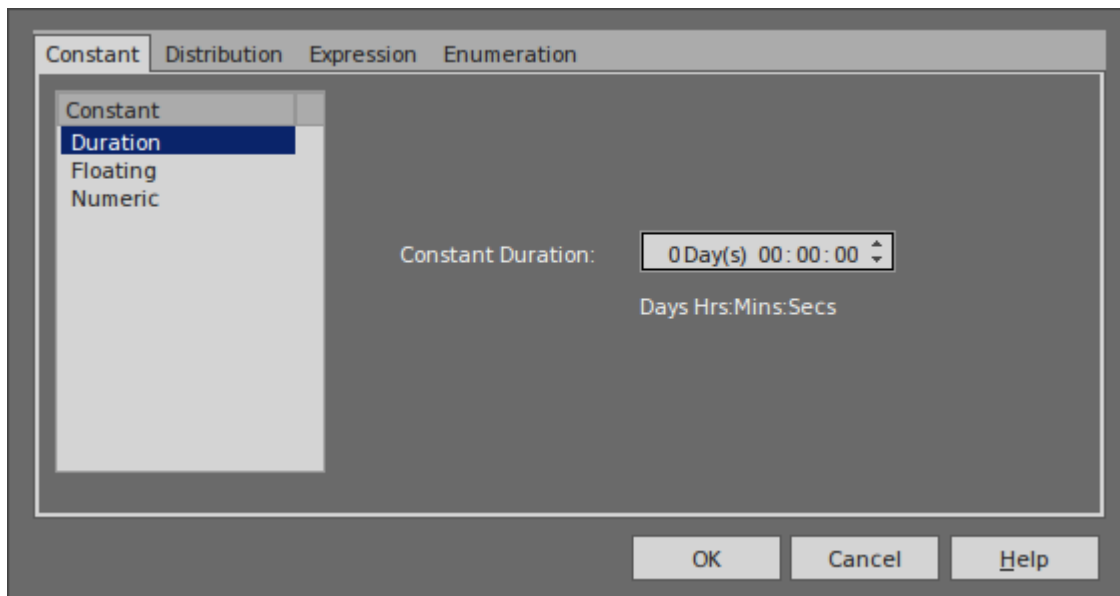 Constant Distribution Expression Enumeration
Constant
Duration
Floating
Numeric
Constant Duration: 0 Day(s) 00:00:00
Days Hrs:Mins:Secs
OK Cancel Help